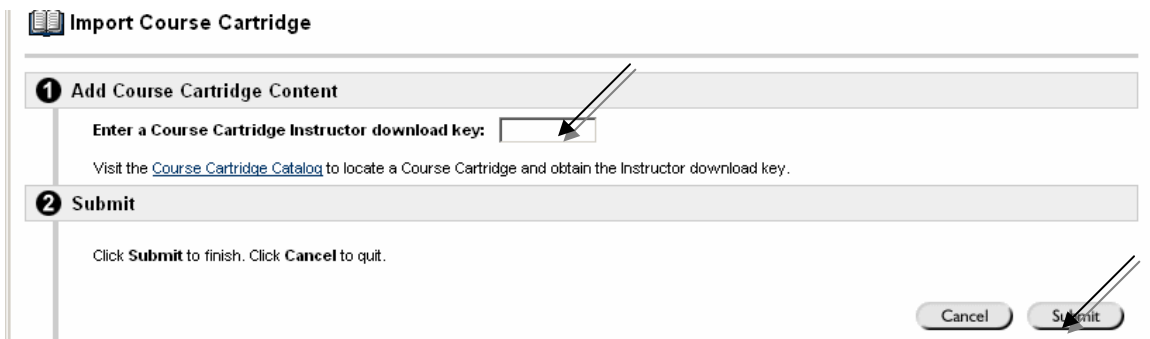 Import Course Cartridge
1 Add Course Cartridge Content
Enter a Course Cartridge Instructor download key:
Visit the Course Cartridge Catalog to locate a Course Cartridge and obtain the Instructor download key.
2 Submit
Click Submit to finish. Click Cancel to quit.
Cancel Submit